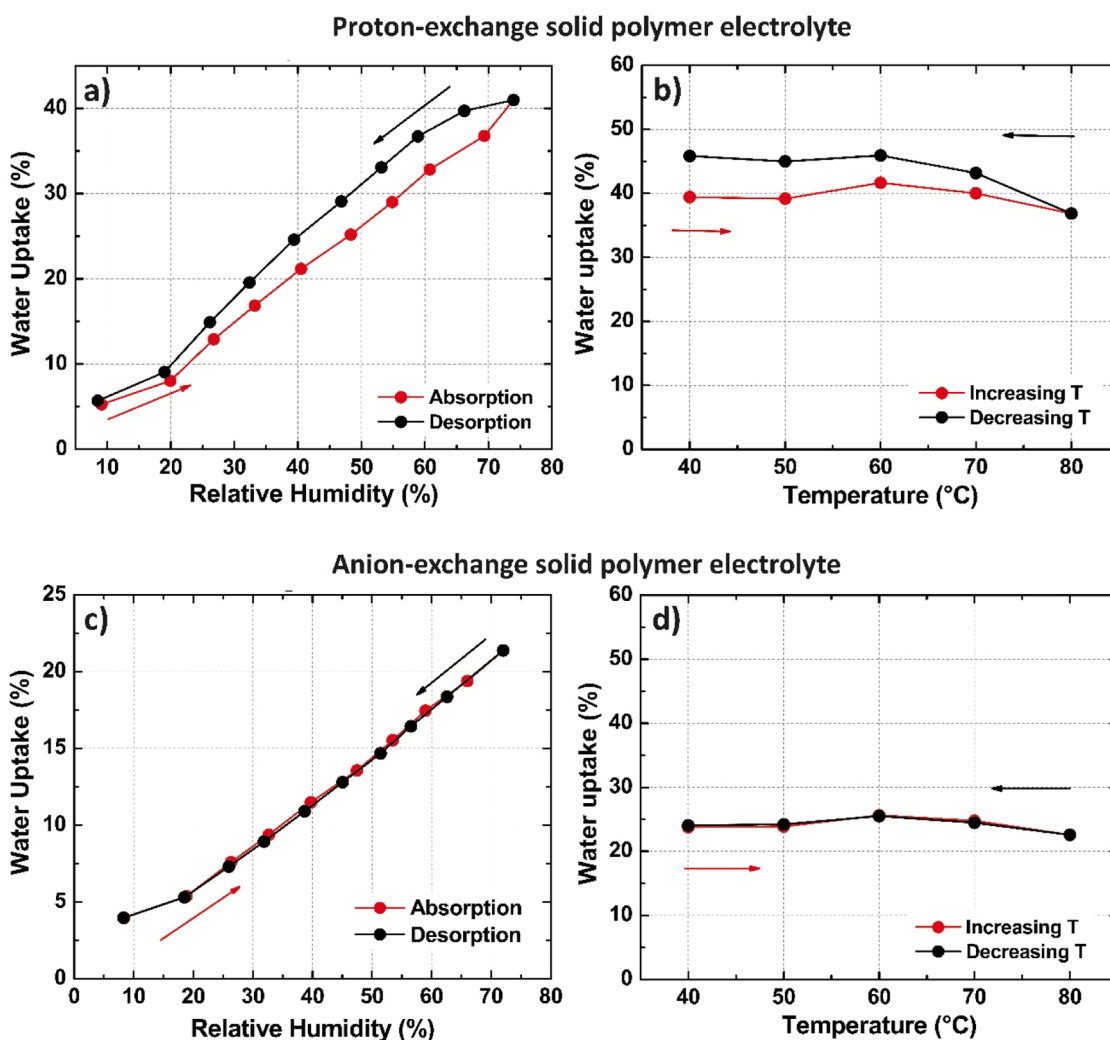 Proton-exchange solid polymer electrolyte
a)
Water Uptake (%)
40
30
20
10
0
10 20 30 40 50 60 70 80
Relative Humidity (%)
Absorption
Desorption
b)
Water uptake (%)
60
50
40
30
20
10
0
40 50 60 70 80
Temperature (°C)
Increasing T
Decreasing T
Anion-exchange solid polymer electrolyte
c)
Water Uptake (%)
25
20
15
10
5
0
0 10 20 30 40 50 60 70 80
Relative Humidity (%)
Absorption
Desorption
d)
Water uptake (%)
60
50
40
30
20
10
0
40 50 60 70 80
Temperature (°C)
Increasing T
Decreasing T